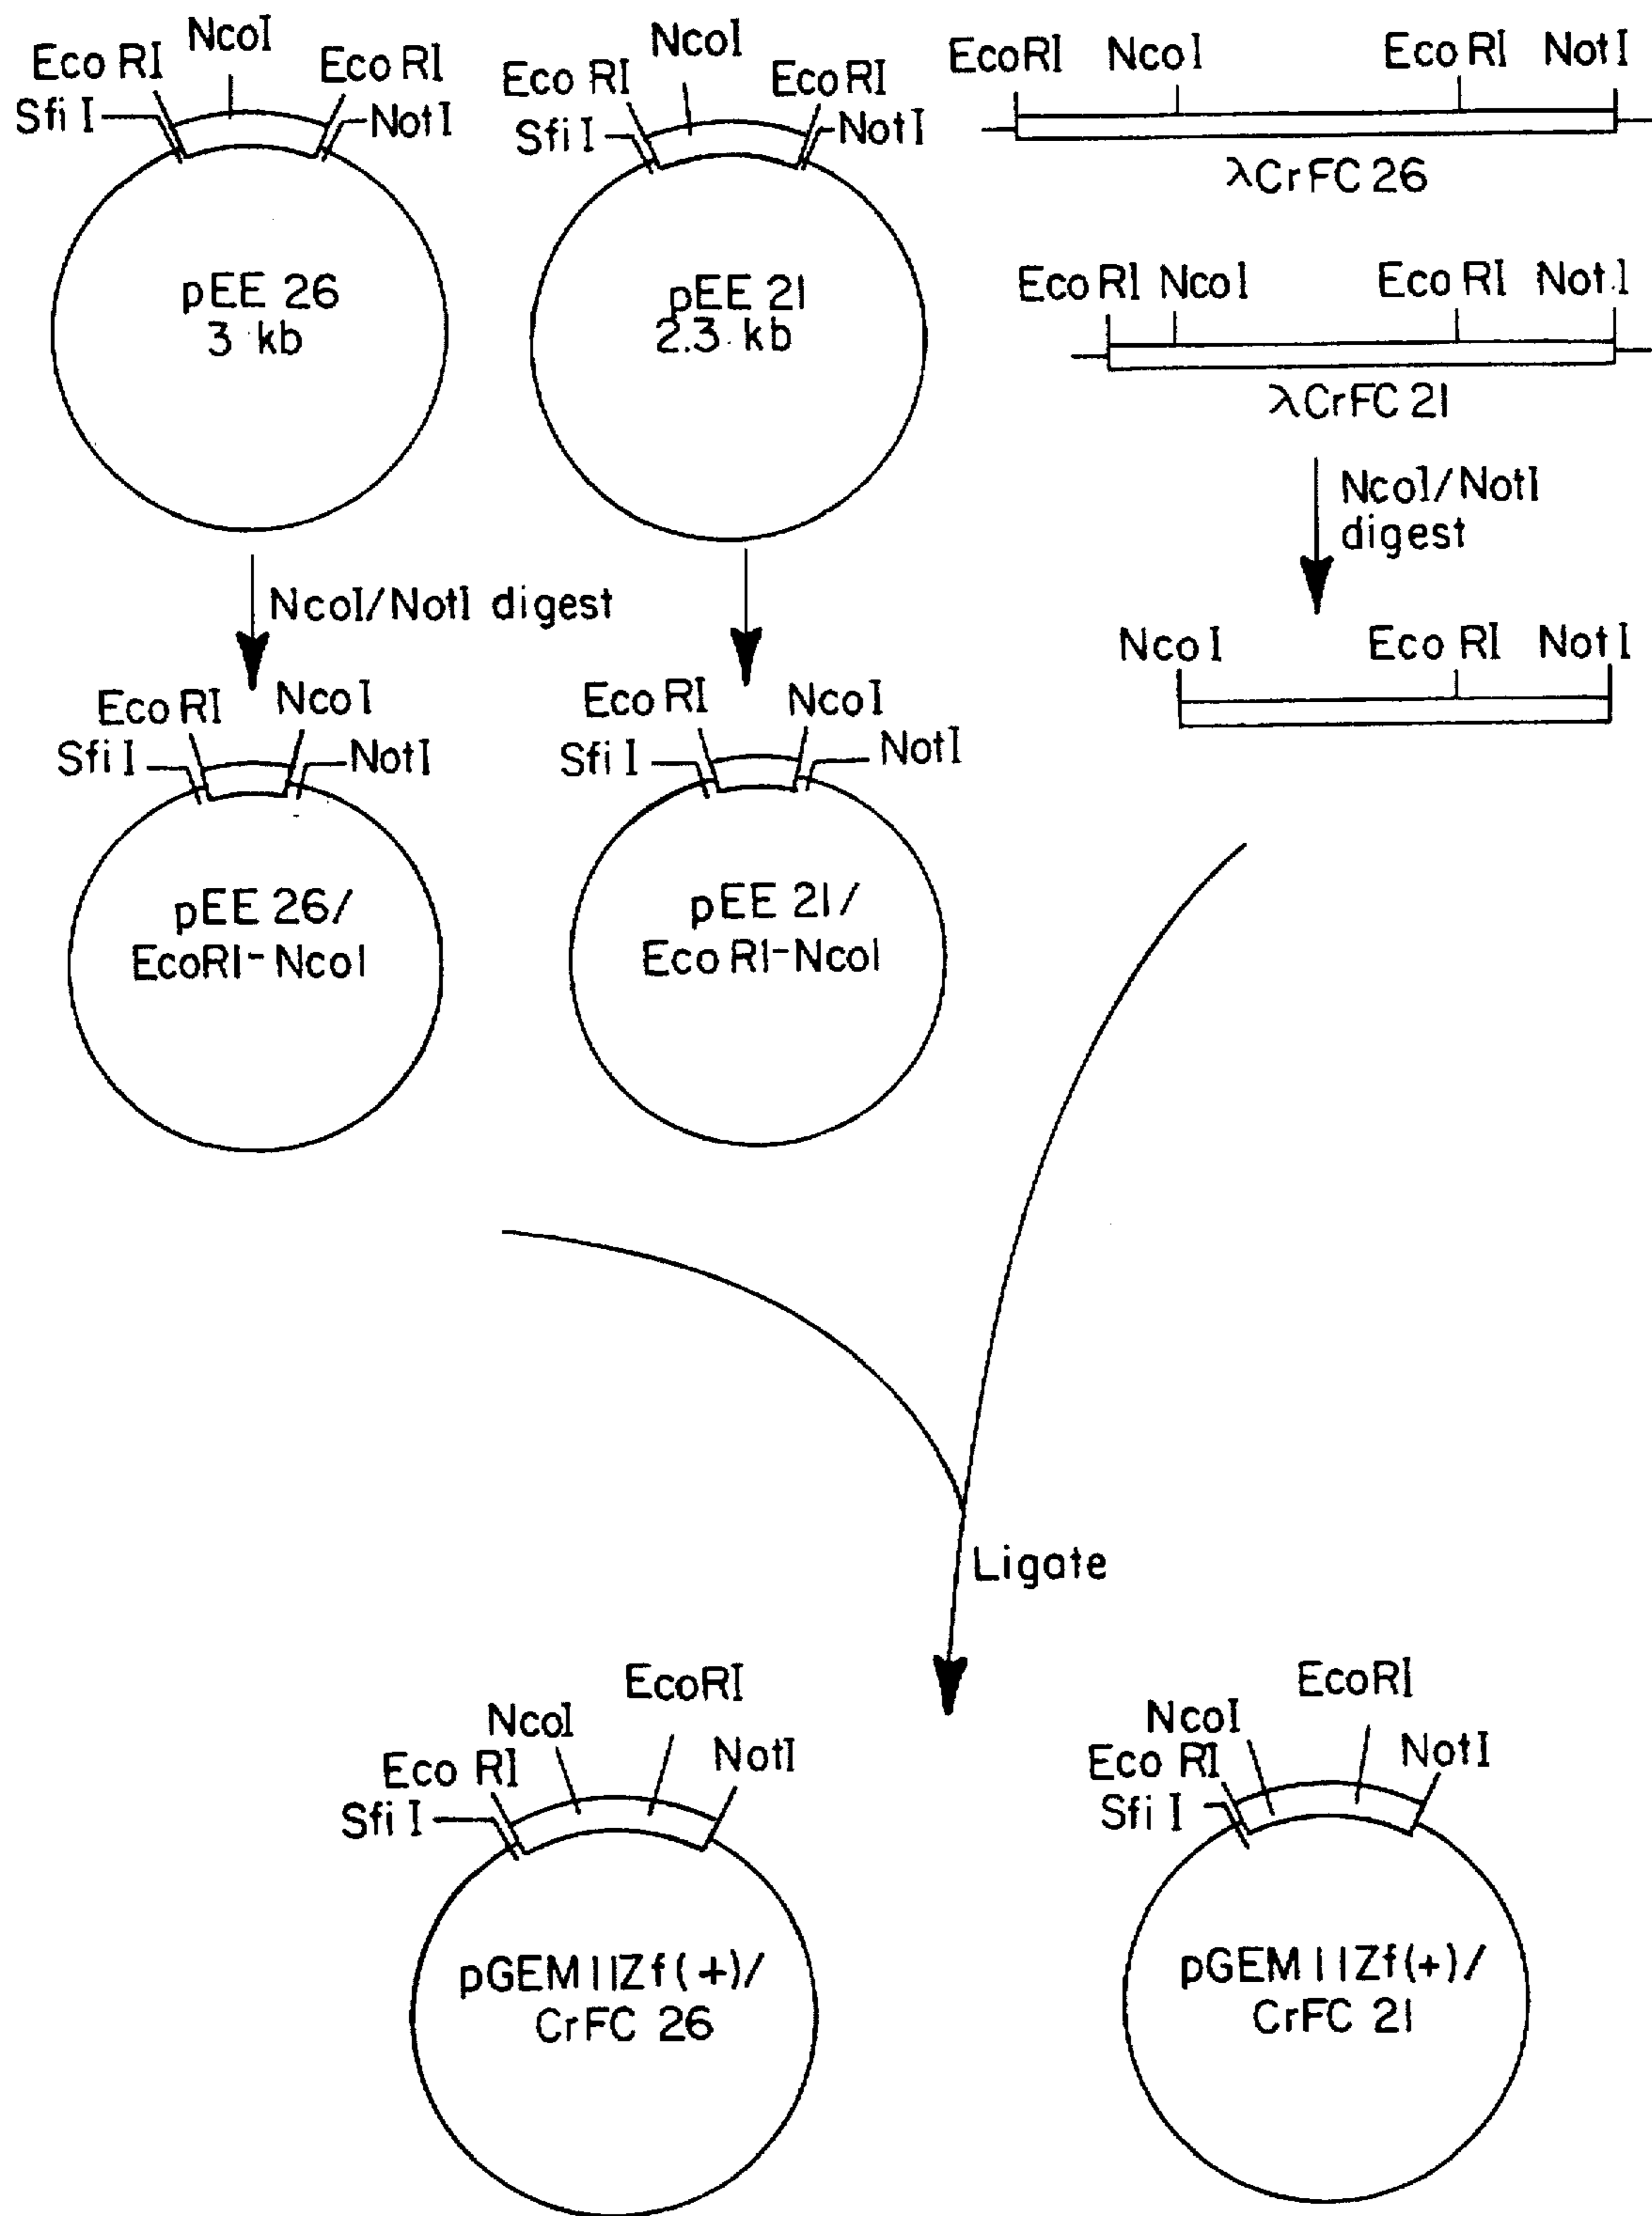 NcoI
Eco RI
Eco RI
Sfi I
NotI
pEE 26
3 kb
NcoI
Eco RI
Eco RI
Sfi I
NotI
pEE 21
2.3 kb
EcoRI NcoI Eco RI NotI
λCrFC 26
Eco RI NcoI Eco RI NotI
λCrFC 21
NcoI/NotI
digest
NcoI/NotI digest
NcoI Eco RI NotI
Eco RI NcoI
Sfi I NotI
pEE 26/
EcoRI-NcoI
Eco RI NcoI
Sfi I NotI
pEE 21/
Eco RI-NcoI
Ligate
EcoRI
NcoI
NotI
Eco RI
Sfi I
pGEM11Zf(+)/
CrFC 26
EcoRI
NcoI
NotI
Eco RI
Sfi I
pGEM11Zf(+)/
CrFC 21